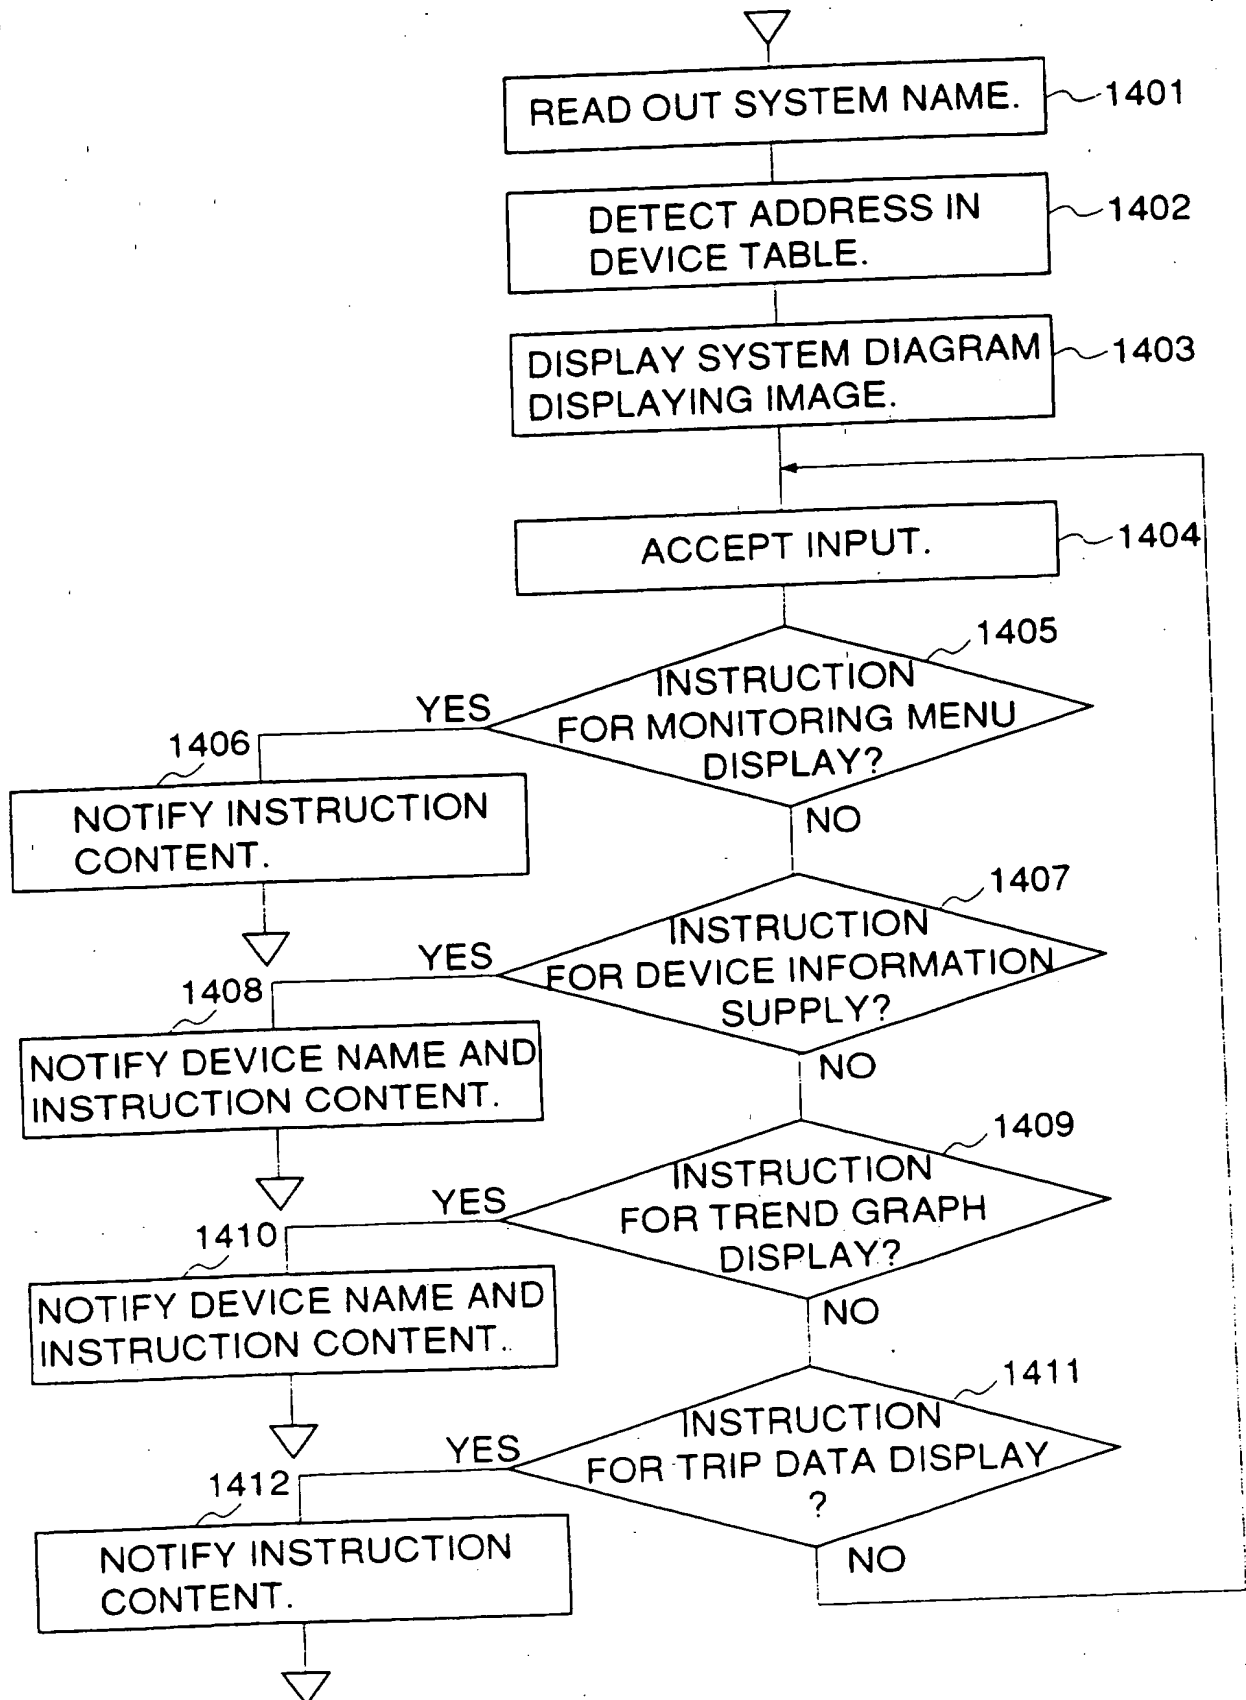 READ OUT SYSTEM NAME.
1401
DETECT ADDRESS IN
DEVICE TABLE.
1402
DISPLAY SYSTEM DIAGRAM
DISPLAYING IMAGE.
1403
ACCEPT INPUT.
1404
1405
INSTRUCTION
FOR MONITORING MENU
DISPLAY?
YES
NO
1406
NOTIFY INSTRUCTION
CONTENT.
1407
INSTRUCTION
FOR DEVICE INFORMATION
SUPPLY?
YES
NO
1408
NOTIFY DEVICE NAME AND
INSTRUCTION CONTENT.
1409
INSTRUCTION
FOR TREND GRAPH
DISPLAY?
YES
NO
1410
NOTIFY DEVICE NAME AND
INSTRUCTION CONTENT.
1411
INSTRUCTION
FOR TRIP DATA DISPLAY
?
YES
NO
1412
NOTIFY INSTRUCTION
CONTENT.